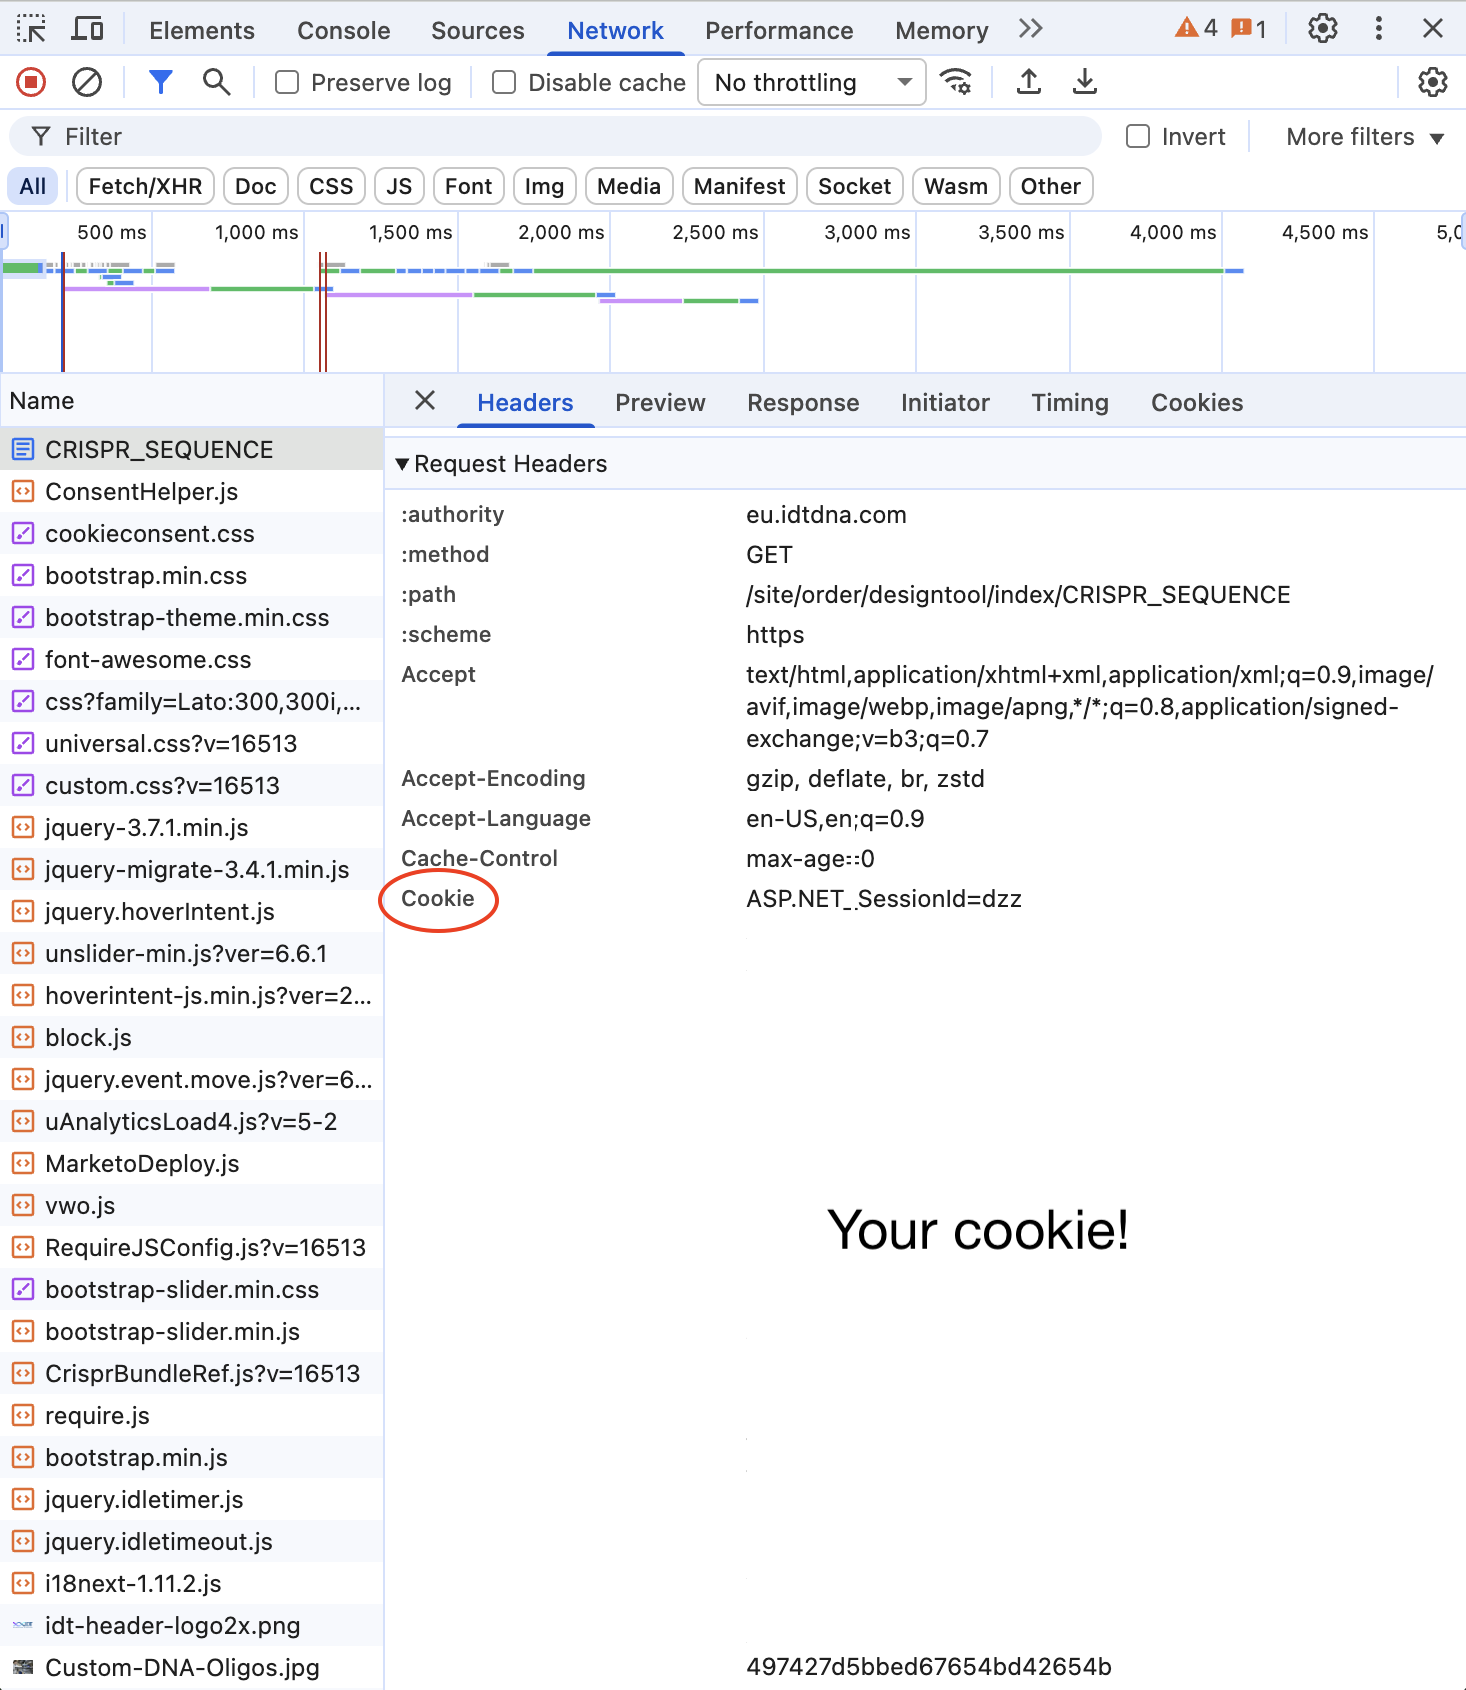 Elements Console Sources Network Performance Memory 4 1
Preserve log Disable cache No throttling
Filter Invert More filters
All Fetch/XHR Doc CSS JS Font Img Media Manifest Socket Wasm Other
500 ms 1,000 ms 1,500 ms 2,000 ms 2,500 ms 3,000 ms 3,500 ms 4,000 ms 4,500 ms 5,0
Name
CRISPR_SEQUENCE
ConsentHelper.js
cookieconsent.css
bootstrap.min.css
bootstrap-theme.min.css
font-awesome.css
css?family=Lato:300,300i,...
universal.css?v=16513
custom.css?v=16513
jquery-3.7.1.min.js
jquery-migrate-3.4.1.min.js
jquery.hoverIntent.js
unslider-min.js?ver=6.6.1
hoverintent-js.min.js?ver=2...
block.js
jquery.event.move.js?ver=6...
uAnalyticsLoad4.js?v=5-2
MarketoDeploy.js
vwo.js
RequireJSConfig.js?v=16513
bootstrap-slider.min.css
bootstrap-slider.min.js
CrisprBundleRef.js?v=16513
require.js
bootstrap.min.js
jquery.idletimer.js
jquery.idletimeout.js
i18next-1.11.2.js
idt-header-logo2x.png
Custom-DNA-Oligos.jpg
Headers Preview Response Initiator Timing Cookies
Request Headers
:authority eu.idtdna.com
:method GET
:path /site/order/designtool/index/CRISPR_SEQUENCE
:scheme https
Accept text/html,application/xhtml+xml,application/xml;q=0.9,image/
avif,image/webp,image/apng,*/*;q=0.8,application/signed-
exchange;v=b3;q=0.7
Accept-Encoding gzip, deflate, br, zstd
Accept-Language en-US,en;q=0.9
Cache-Control max-age=0
Cookie ASP.NET_SessionId=dzz
Your cookie!
497427d5bbed67654bd42654b